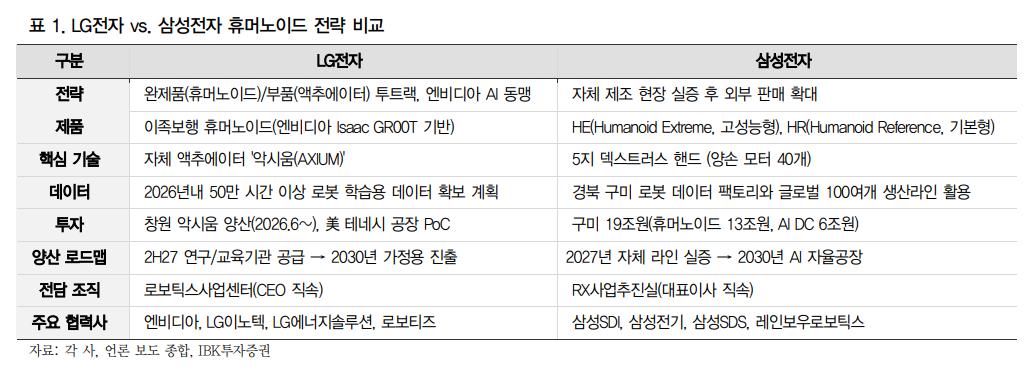 표 1. LG전자 vs. 삼성전자 휴머노이드 전략 비교
구분 LG전자 삼성전자
전략 완제품(휴머노이드)/부품(액추에이터) 투트랙, 엔비디아 AI 동맹 자체 제조 현장 실증 후 외부 판매 확대
제품 이족보행 휴머노이드(엔비디아 Isaac GR00T 기반) HE(Humanoid Extreme, 고성능형), HR(Humanoid Reference, 기본형)
핵심 기술 자체 액추에이터 '악시움(AXIUM)' 5지 덱스트러스 핸드 (양손 모터 40개)
데이터 2026년내 50만 시간 이상 로봇 학습용 데이터 확보 계획 경북 구미 로봇 데이터 팩토리와 글로벌 100여개 생산라인 활용
투자 창원 악시움 양산(2026.6~), 美 테네시 공장 PoC 구미 19조원(휴머노이드 13조원, AI DC 6조원)
양산 로드맵 2H27 연구/교육기관 공급 → 2030년 가정용 진출 2027년 자체 라인 실증 → 2030년 AI 자율공장
전담 조직 로보틱스사업센터(CEO 직속) RX사업추진실(대표이사 직속)
주요 협력사 엔비디아, LG이노텍, LG에너지솔루션, 로보티즈 삼성SDI, 삼성전기, 삼성SDS, 레인보우로보틱스
자료: 각 사, 언론 보도 종합, IBK투자증권